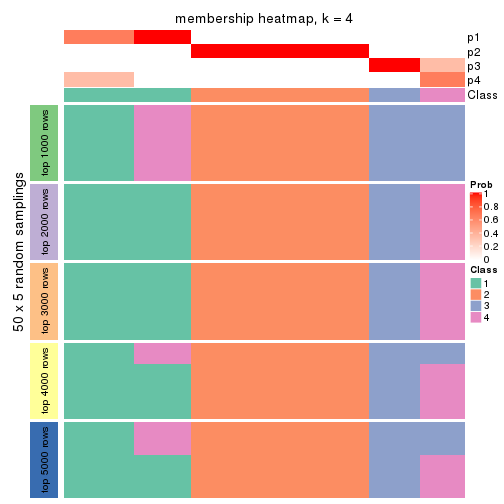 membership heatmap, k = 4
p1
p2
p3
p4
Class
50 x 5 random samplings
top 1000 rows
top 2000 rows
top 3000 rows
top 4000 rows
top 5000 rows
Prob
1
0.8
0.6
0.4
0.2
0
Class
1
2
3
4